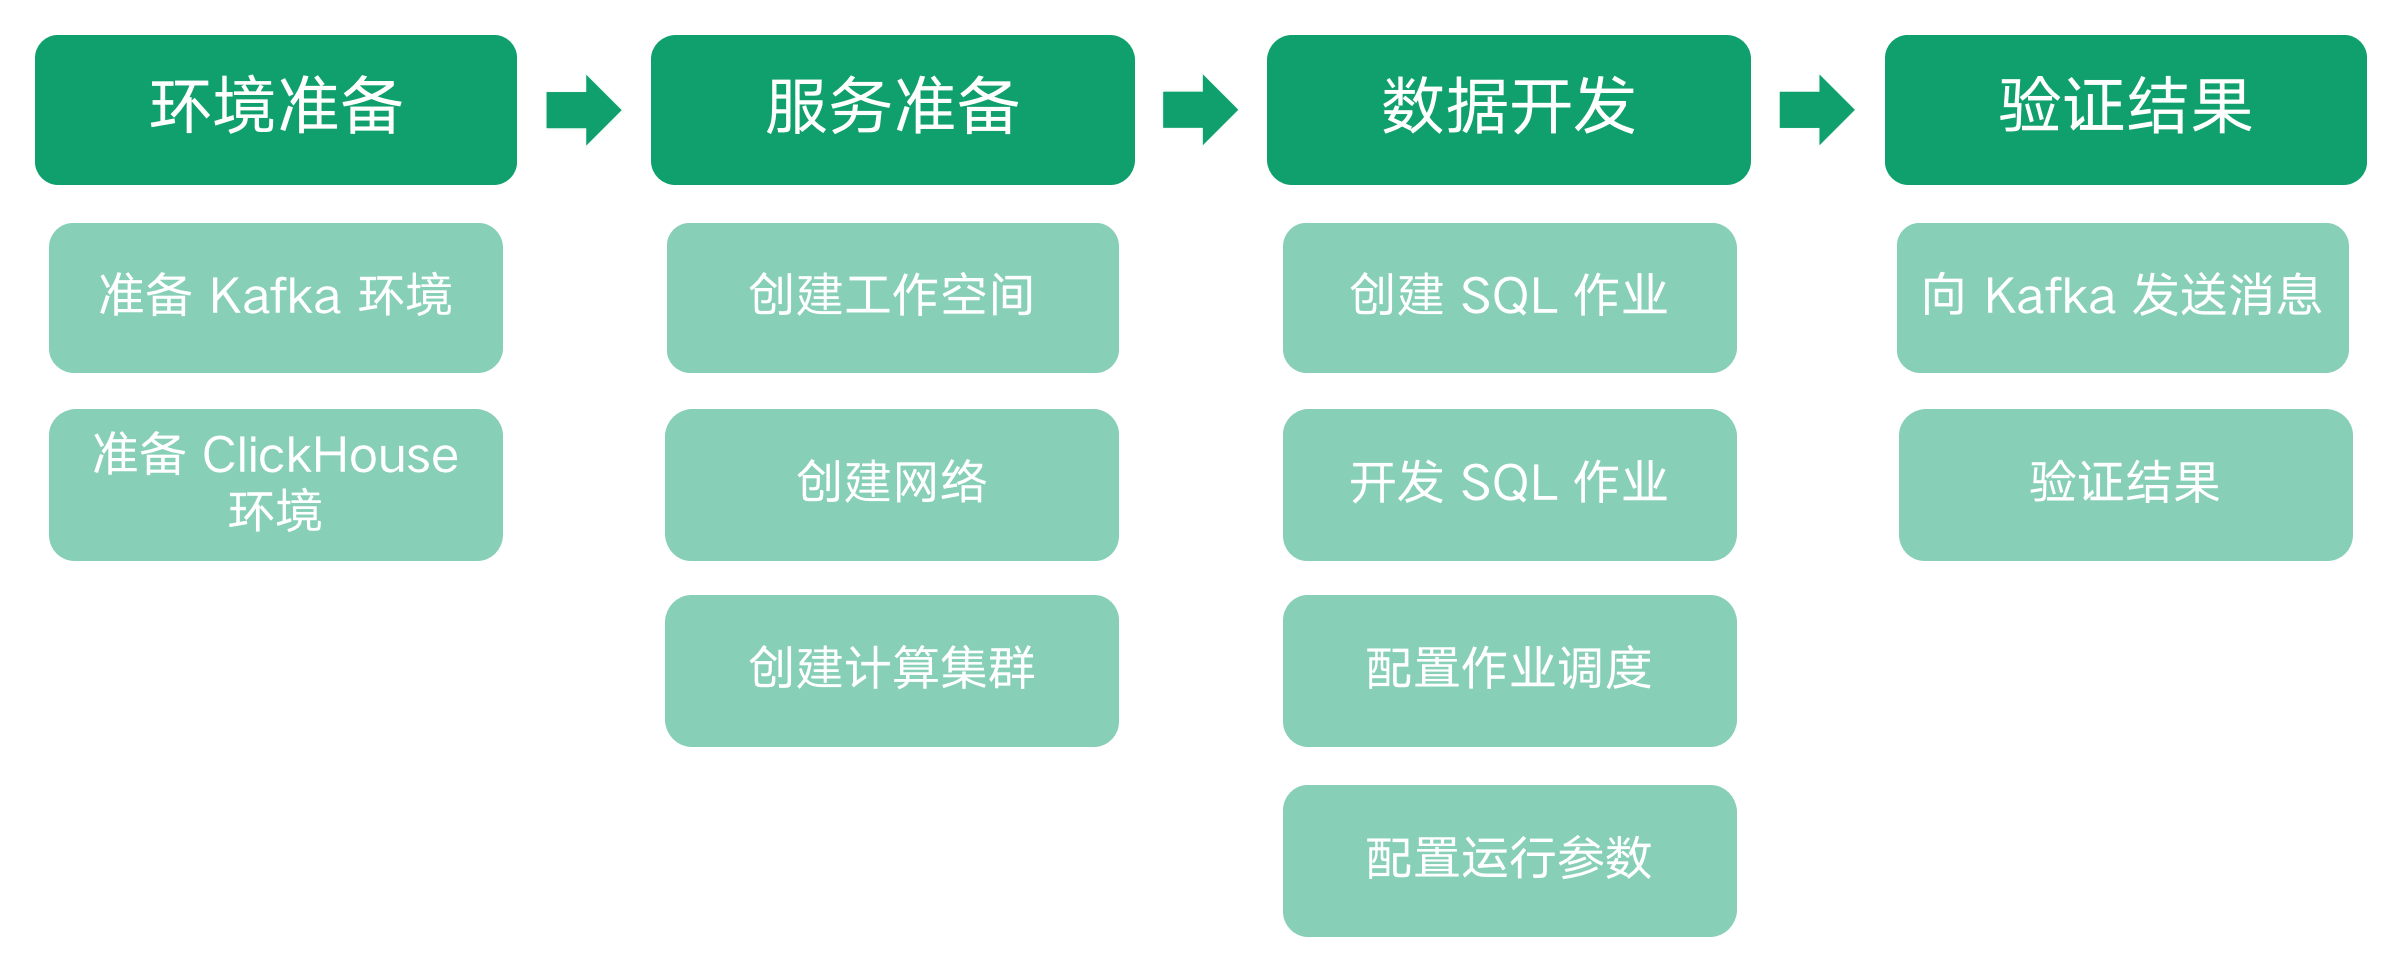 环境准备
准备 Kafka 环境
准备 ClickHouse
环境
服务准备
创建工作空间
创建网络
创建计算集群
数据开发
创建 SQL 作业
开发 SQL 作业
配置作业调度
配置运行参数
验证结果
向 Kafka 发送消息
验证结果